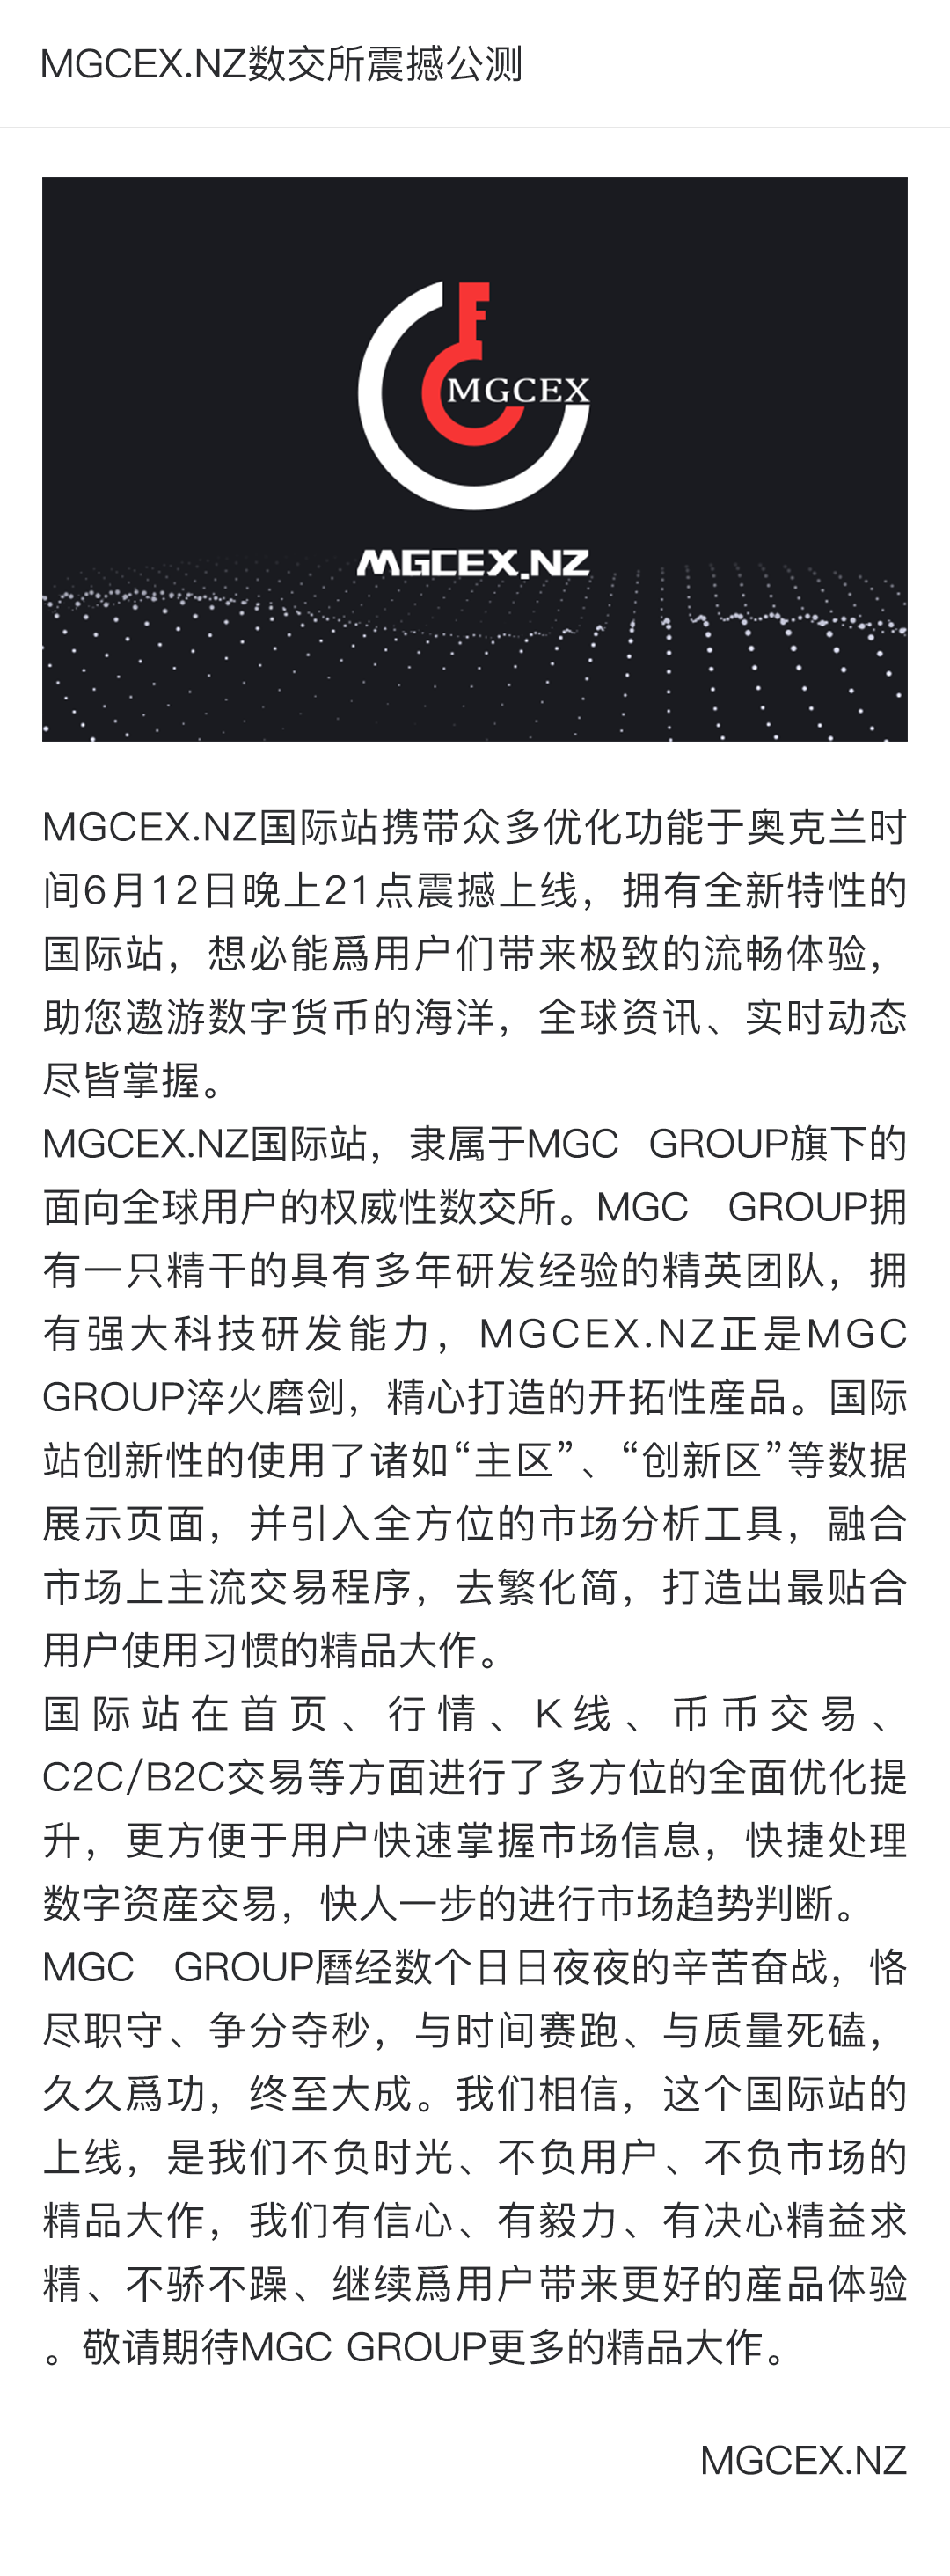 MGCEX.NZ数交所震撼公测
MGCEX
MGCEX.NZ
MGCEX.NZ国际站携带众多优化功能于奥克兰时
间6月12日晚上21点震撼上线，拥有全新特性的
国际站，想必能爲用户们带来极致的流畅体验，
助您遨游数字货币的海洋，全球资讯、实时动态
尽皆掌握。
MGCEX.NZ国际站，隶属于MGC GROUP旗下的
面向全球用户的权威性数交所。MGC GROUP拥
有一只精干的具有多年研发经验的精英团队，拥
有强大科技研发能力，MGCEX.NZ正是MGC
GROUP淬火磨剑，精心打造的开拓性産品。国际
站创新性的使用了诸如“主区”、“创新区”等数据
展示页面，并引入全方位的市场分析工具，融合
市场上主流交易程序，去繁化简，打造出最贴合
用户使用习惯的精品大作。
国际站在首页、行情、K线、币币交易、
C2C/B2C交易等方面进行了多方位的全面优化提
升，更方便于用户快速掌握市场信息，快捷处理
数字资産交易，快人一步的进行市场趋势判断。
MGC GROUP曆经数个日日夜夜的辛苦奋战，恪
尽职守、争分夺秒，与时间赛跑、与质量死磕，
久久爲功，终至大成。我们相信，这个国际站的
上线，是我们不负时光、不负用户、不负市场的
精品大作，我们有信心、有毅力、有决心精益求
精、不骄不躁、继续爲用户带来更好的産品体验
。敬请期待MGC GROUP更多的精品大作。
MGCEX.NZ